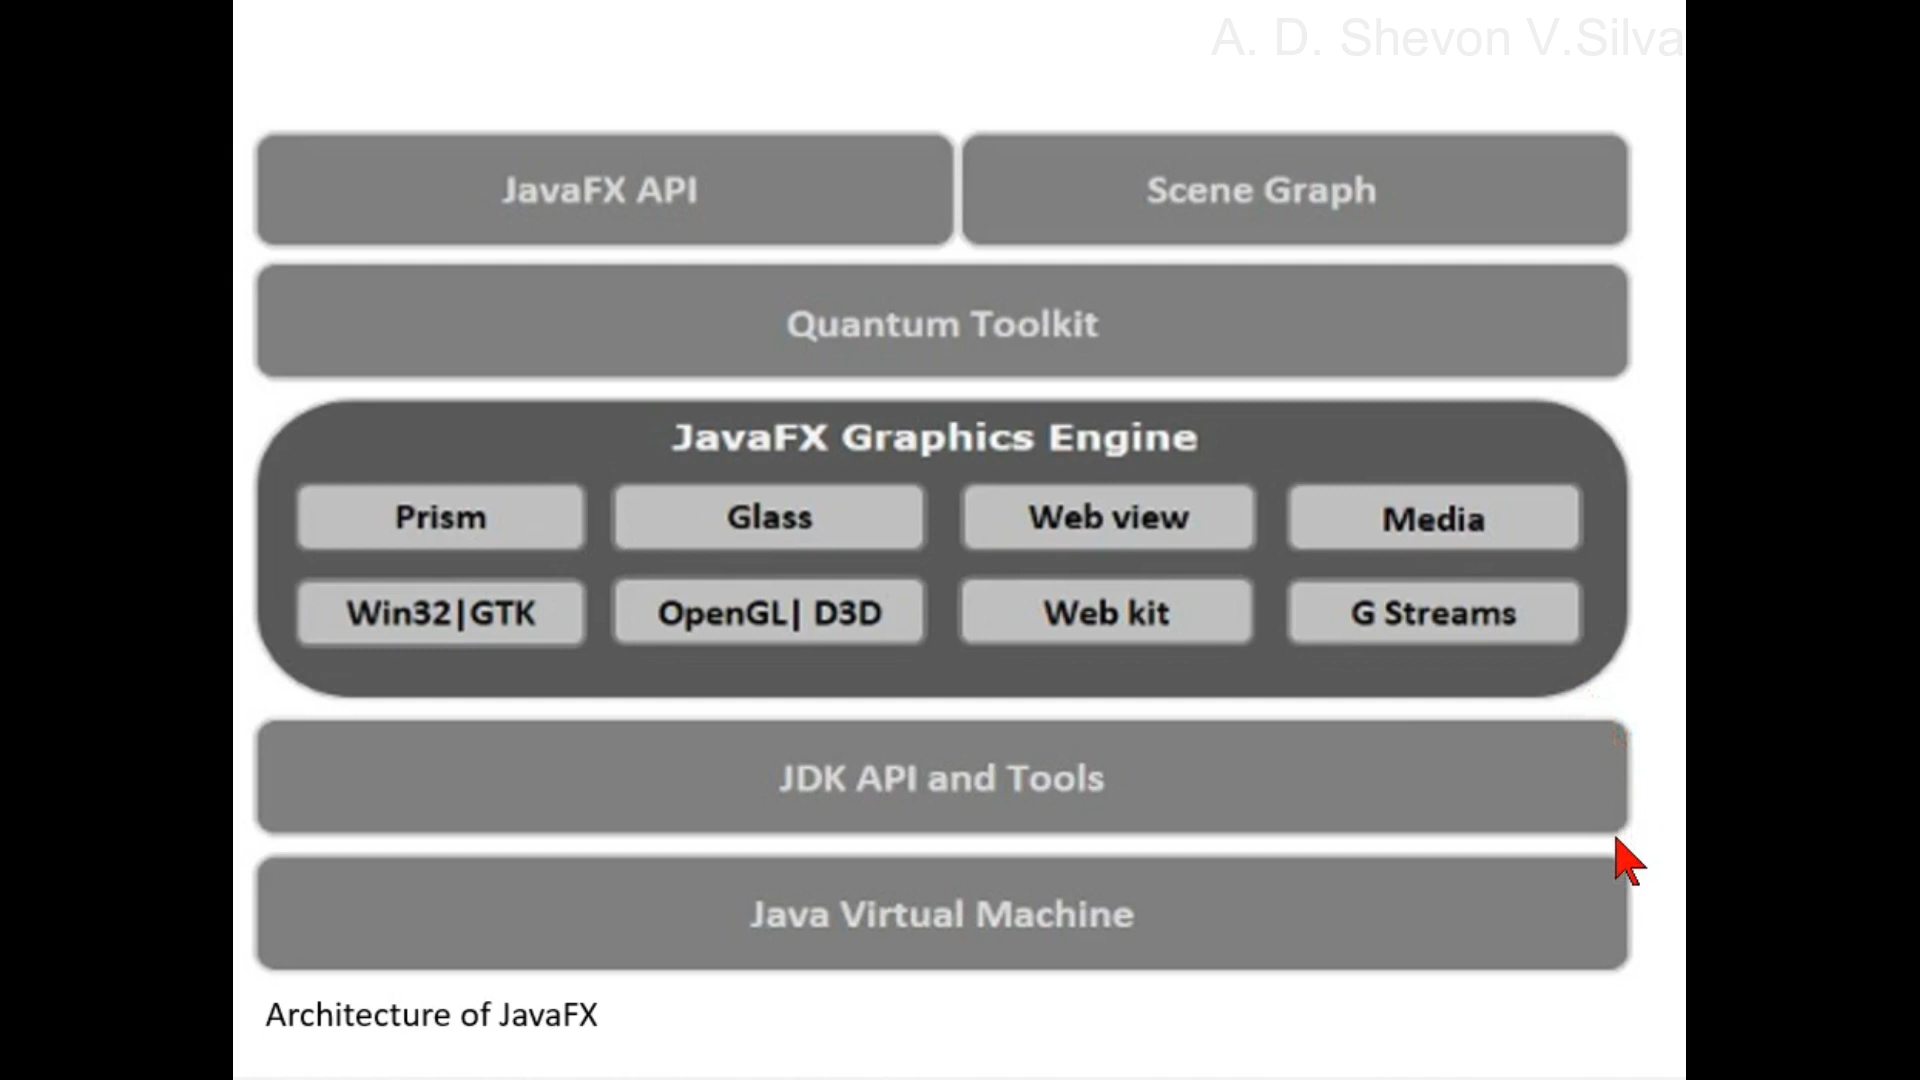 A. D. Shevon V.Silva
JavaFX API
Scene Graph
Quantum Toolkit
JavaFX Graphics Engine
Prism
Glass
Web view
Media
Win32|GTK
OpenGL| D3D
Web kit
G Streams
JDK API and Tools
Java Virtual Machine
Architecture of JavaFX